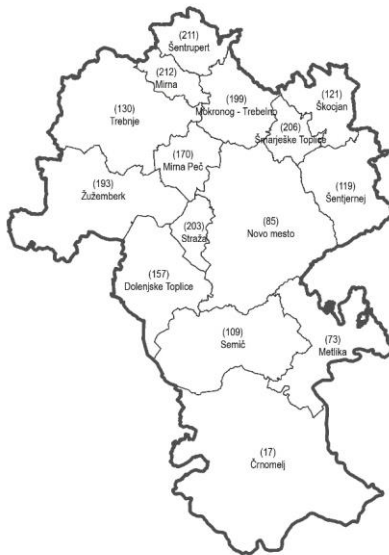 (211)
Šentrupert
(212)
Mirna
(130)
Trebnje
(199)
Mokronog - Trebelno
(121)
Škocjan
(206)
Šmarješke Toplice
(170)
Mirna Peč
(193)
Žužemberk
(119)
Šentjernej
(203)
Straža
(85)
Novo mesto
(157)
Dolenjske Toplice
(109)
Semič
(73)
Metlika
(17)
Črnomelj